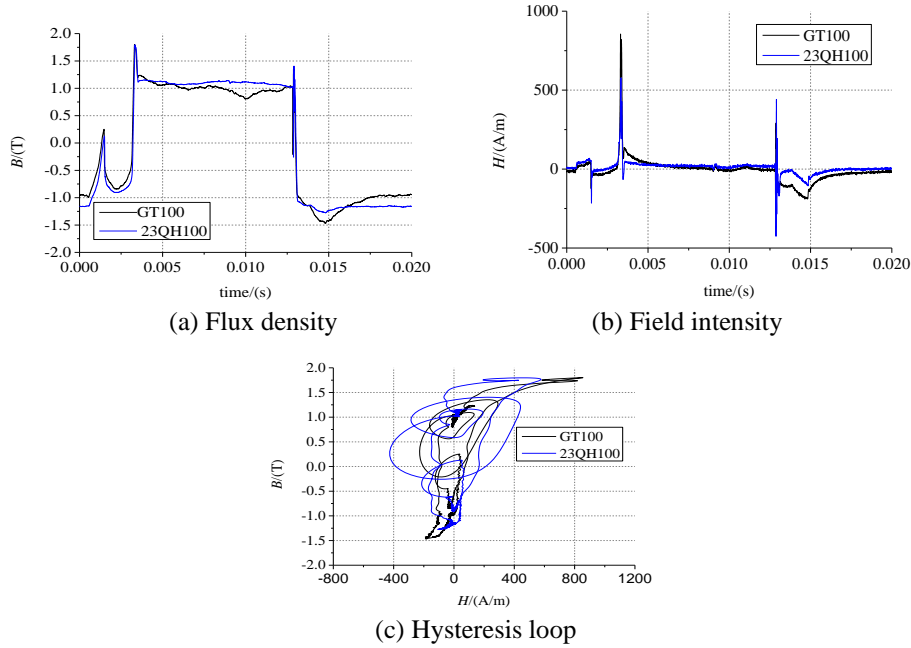 2.0
1.5
1.0
0.5
0.0
-0.5
-1.0
-1.5
-2.0
B/(T)
GT100
23QH100
0.000 0.005 0.010 0.015 0.020
time/(s)
(a) Flux density
1000
500
0
-500
H/(A/m)
GT100
23QH100
0.000 0.005 0.010 0.015 0.020
time/(s)
(b) Field intensity
2.0
1.5
1.0
0.5
0.0
-0.5
-1.0
-1.5
-2.0
B/(T)
GT100
23QH100
-800 -400 0 400 800 1200
H/(A/m)
(c) Hysteresis loop